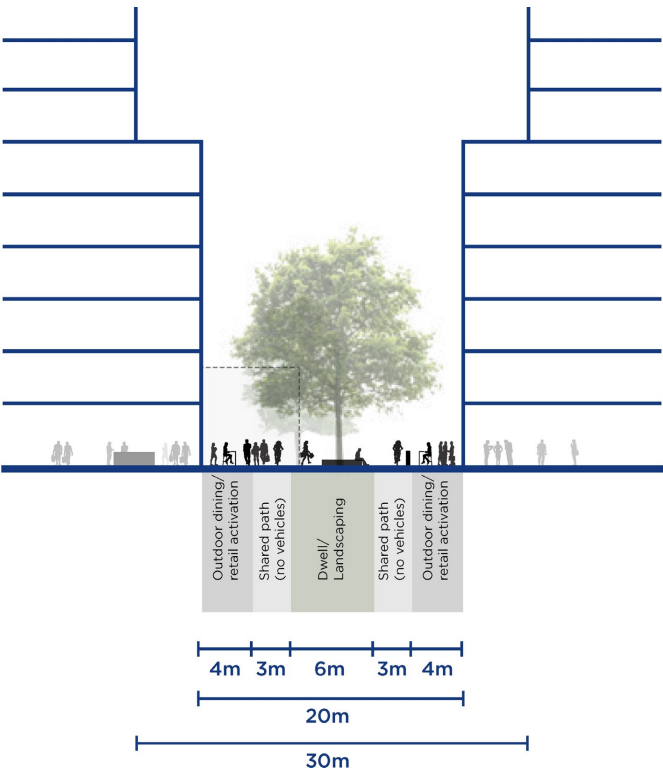 Outdoor dining/
retail activation
Shared path
(no vehicles)
Dwell/
Landscaping
Shared path
(no vehicles)
Outdoor dining/
retail activation
4m 3m 6m 3m 4m
20m
30m